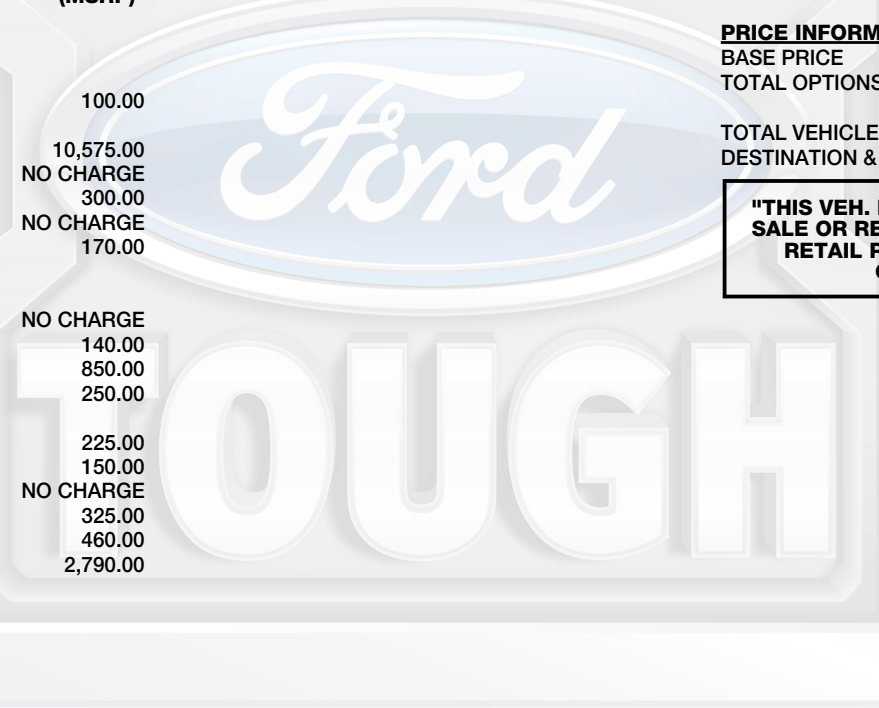 (MSRP)
100.00
10,575.00
NO CHARGE
300.00
NO CHARGE
170.00
NO CHARGE
140.00
850.00
250.00
225.00
150.00
NO CHARGE
325.00
460.00
2,790.00
Ford
TOUGH
PRICE INFORM
BASE PRICE
TOTAL OPTIONS
TOTAL VEHICLE
DESTINATION &
"THIS VEH.
SALE OR RE
RETAIL